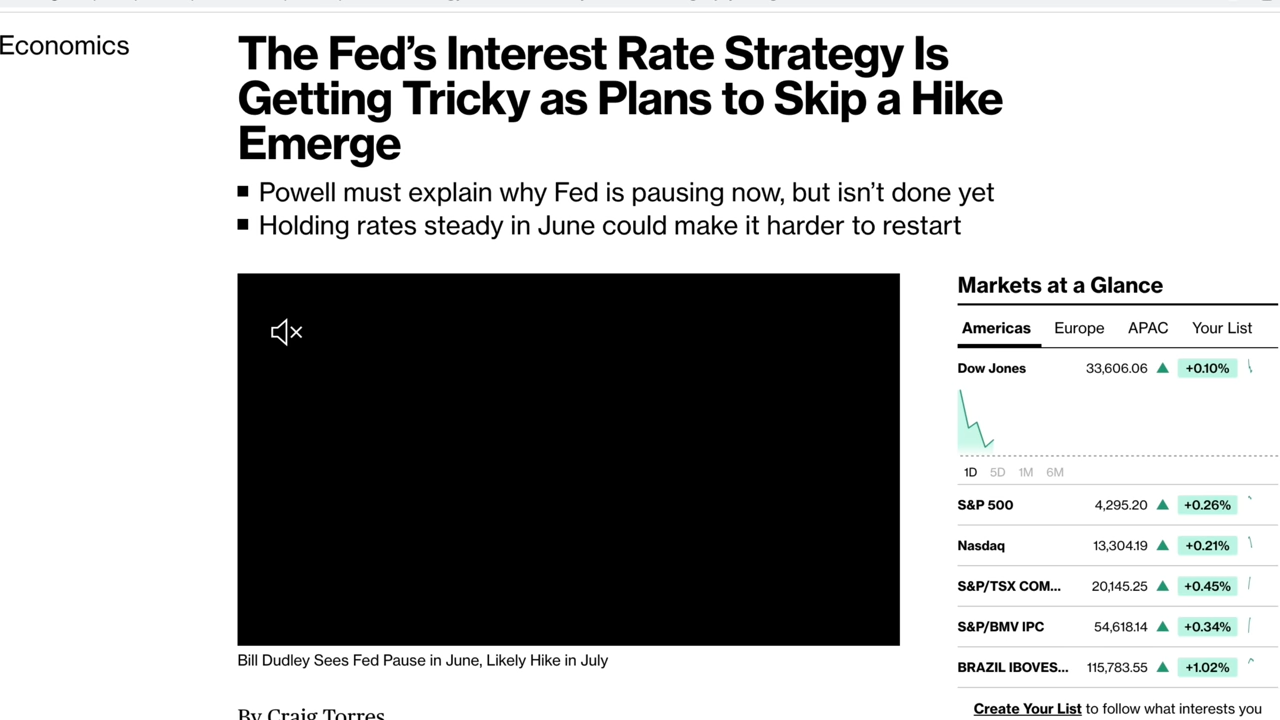 Economics
The Fed’s Interest Rate Strategy Is
Getting Tricky as Plans to Skip a Hike
Emerge
Powell must explain why Fed is pausing now, but isn’t done yet
Holding rates steady in June could make it harder to restart
Bill Dudley Sees Fed Pause in June, Likely Hike in July
By Craig Torres
Markets at a Glance
Americas Europe APAC Your List
Dow Jones 33,606.06 +0.10%
1D 5D 1M 6M
S&P 500 4,295.20 +0.26%
Nasdaq 13,304.19 +0.21%
S&P/TSX COM... 20,145.25 +0.45%
S&P/BMV IPC 54,618.14 +0.34%
BRAZIL IBOVES... 115,783.55 +1.02%
Create Your List to follow what interests you